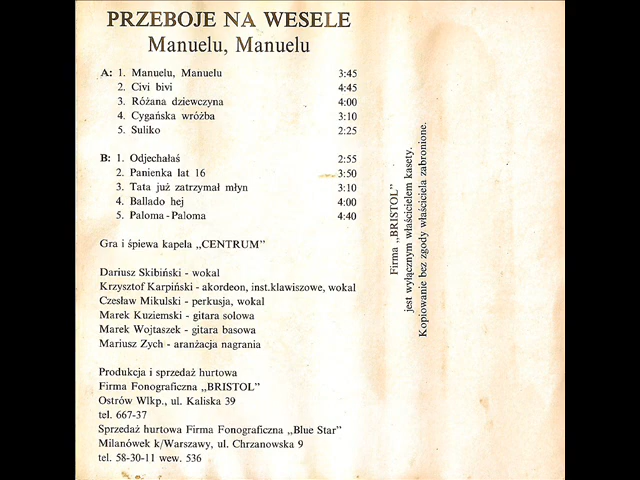 PRZEBOJE NA WESELE
Manuelu, Manuelu
A: 1. Manuelu, Manuelu 3:45
2. Civi bivi 4:45
3. Różana dziewczyna 4:00
4. Cygańska wróżba 3:10
5. Suliko 2:25
B: 1. Odjechałaś 2:55
2. Panienka lat 16 3:50
3. Tata już zatrzymał młyn 3:10
4. Ballado hej 4:00
5. Paloma-Paloma 4:40
Gra i śpiewa kapela „CENTRUM”
Dariusz Skibiński - wokal
Krzysztof Karpiński - akordeon, inst.klawiszowe, wokal
Czesław Mikulski - perkusja, wokal
Marek Kuziemski - gitara solowa
Marek Wojtaszek - gitara basowa
Mariusz Zych - aranżacja nagrania
Produkcja i sprzedaż hurtowa
Firma Fonograficzna „BRISTOL”
Ostrów Wlkp., ul. Kaliska 39
tel. 667-37
Sprzedaż hurtowa Firma Fonograficzna „Blue Star”
Milanówek k/Warszawy, ul. Chrzanowska 9
tel. 58-30-11 wew. 536
Firma „BRISTOL”
jest wyłącznym właścicielem kasety.
Kopiowanie bez zgody właściciela zabronione.